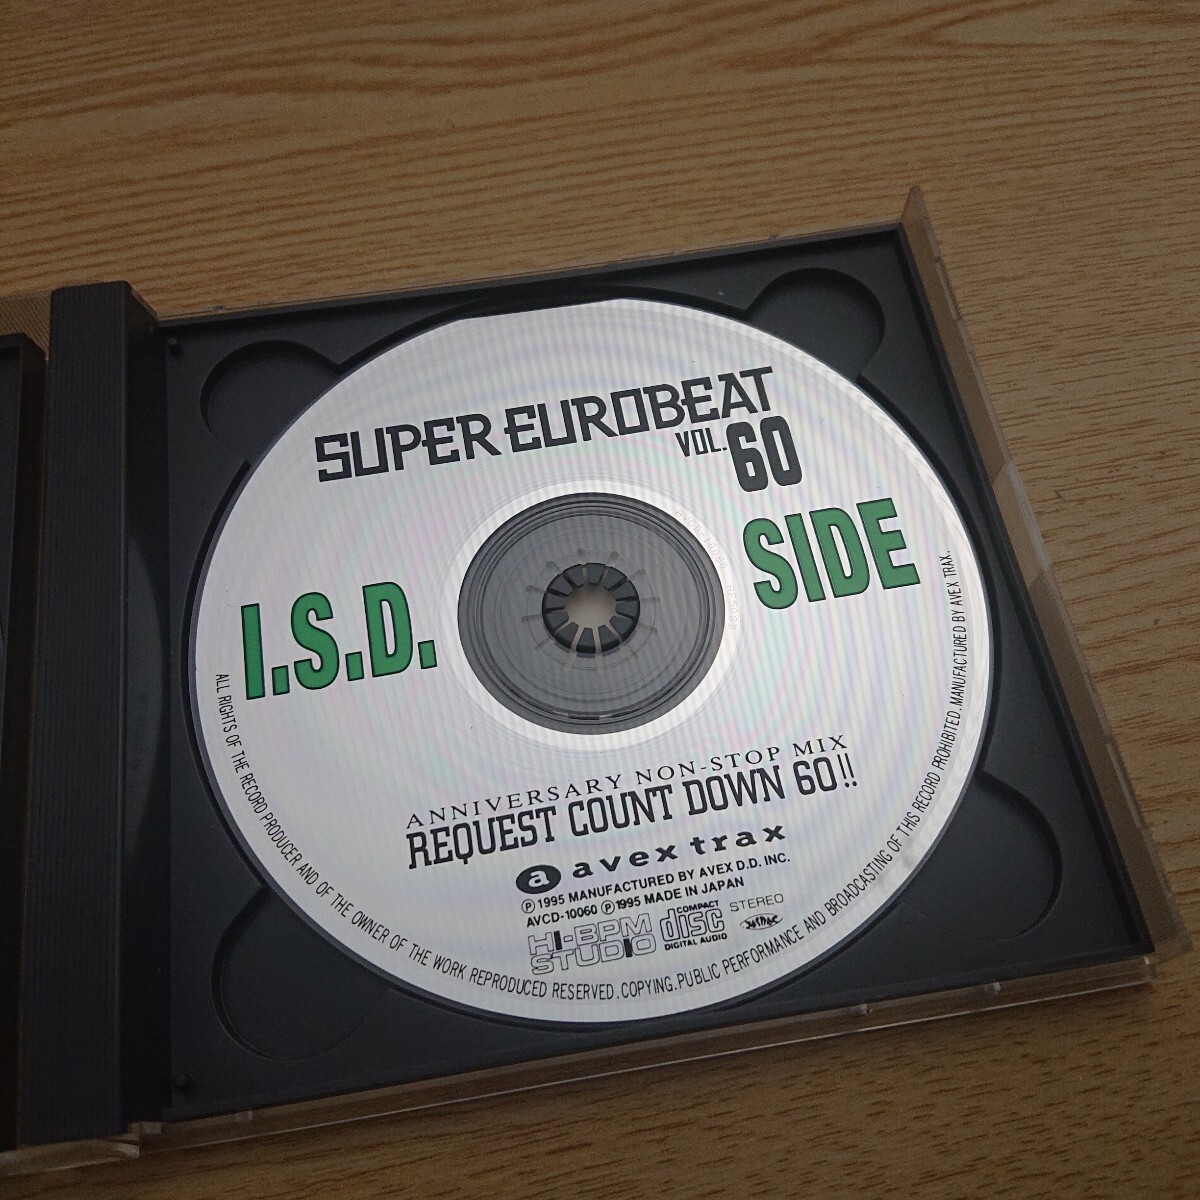 SUPER EUROBEAT
VOL. 60
I.S.D. SIDE
ANNIVERSARY NON-STOP MIX
REQUEST COUNT DOWN 60!!
a avex trax
Ⓟ1995 MANUFACTURED BY AVEX D.D. INC.
AVCD-10060 Ⓟ1995 MADE IN JAPAN
HI-BPM STUDIO
COMPACT disc DIGITAL AUDIO
STEREO
ALL RIGHTS OF THE RECORD PRODUCER AND OF THE OWNER OF THE WORK REPRODUCED RESERVED. COPYING. PUBLIC PERFORMANCE AND BROADCASTING OF THIS RECORD PROHIBITED. MANUFACTURED BY AVEX TRAX.